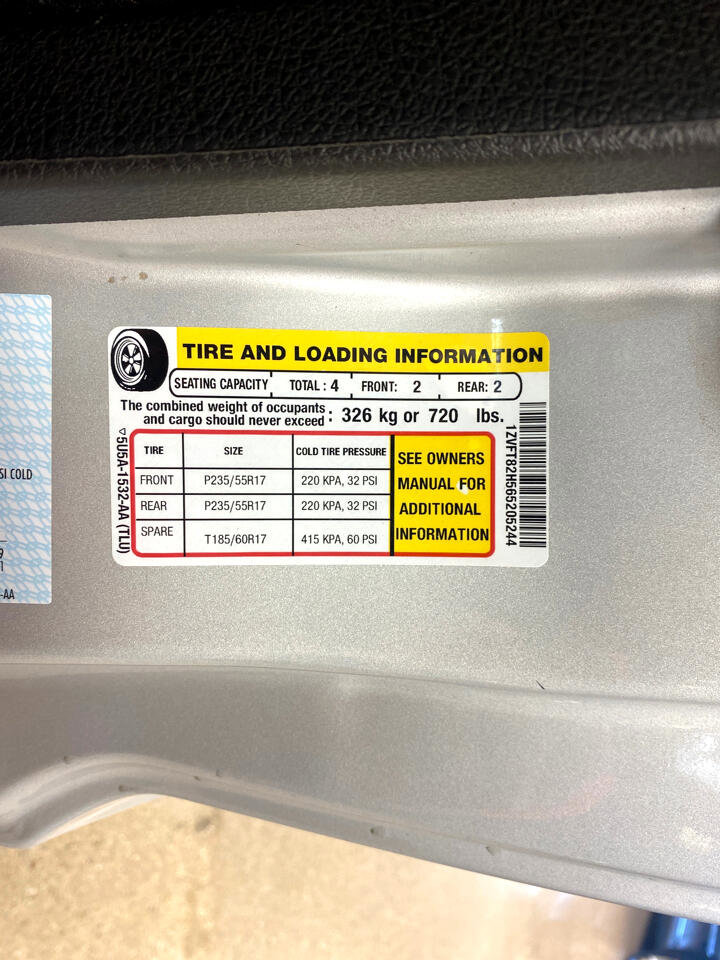 TIRE AND LOADING INFORMATION
SEATING CAPACITY TOTAL : 4 FRONT: 2 REAR: 2
The combined weight of occupants
and cargo should never exceed : 326 kg or 720 lbs.
TIRE SIZE COLD TIRE PRESSURE
FRONT P235/55R17 220 KPA, 32 PSI
REAR P235/55R17 220 KPA, 32 PSI
SPARE T185/60R17 415 KPA, 60 PSI
SEE OWNERS
MANUAL FOR
ADDITIONAL
INFORMATION
5U5A-1532-AA (TLU)
1ZVFT82H565205244
SI COLD
9
1
-AA